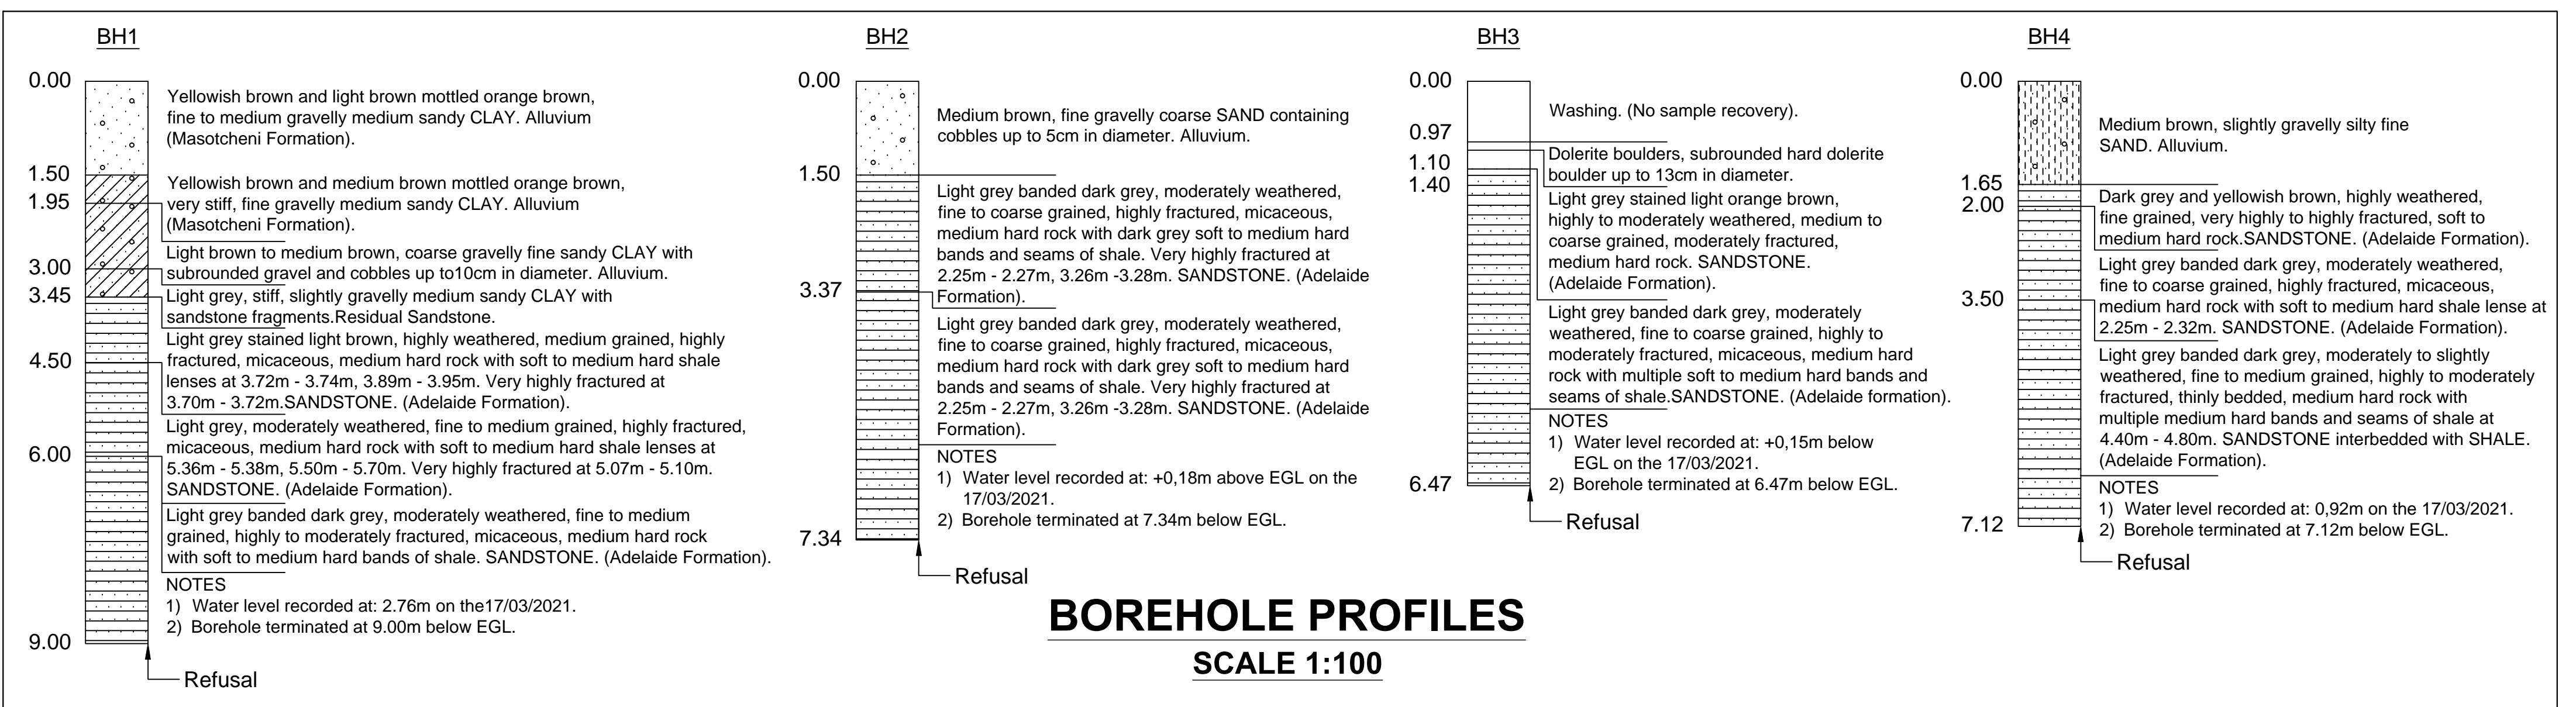 BH1
0.00
1.50
1.95
3.00
3.45
4.50
6.00
9.00
Yellowish brown and light brown mottled orange brown,
fine to medium gravelly medium sandy CLAY. Alluvium
(Masotcheni Formation).
Yellowish brown and medium brown mottled orange brown,
very stiff, fine gravelly medium sandy CLAY. Alluvium
(Masotcheni Formation).
Light brown to medium brown, coarse gravelly fine sandy CLAY with
subrounded gravel and cobbles up to10cm in diameter. Alluvium.
Light grey, stiff, slightly gravelly medium sandy CLAY with
sandstone fragments.Residual Sandstone.
Light grey stained light brown, highly weathered, medium grained, highly
fractured, micaceous, medium hard rock with soft to medium hard shale
lenses at 3.72m - 3.74m, 3.89m - 3.95m. Very highly fractured at
3.70m - 3.72m.SANDSTONE. (Adelaide Formation).
Light grey, moderately weathered, fine to medium grained, highly fractured,
micaceous, medium hard rock with soft to medium hard shale lenses at
5.36m - 5.38m, 5.50m - 5.70m. Very highly fractured at 5.07m - 5.10m.
SANDSTONE. (Adelaide Formation).
Light grey banded dark grey, moderately weathered, fine to medium
grained, highly to moderately fractured, micaceous, medium hard rock
with soft to medium hard bands of shale. SANDSTONE. (Adelaide Formation).
NOTES
1) Water level recorded at: 2.76m on the17/03/2021.
2) Borehole terminated at 9.00m below EGL.
Refusal
BH2
0.00
1.50
3.37
7.34
Medium brown, fine gravelly coarse SAND containing
cobbles up to 5cm in diameter. Alluvium.
Light grey banded dark grey, moderately weathered,
fine to coarse grained, highly fractured, micaceous,
medium hard rock with dark grey soft to medium hard
bands and seams of shale. Very highly fractured at
2.25m - 2.27m, 3.26m -3.28m. SANDSTONE. (Adelaide
Formation).
Light grey banded dark grey, moderately weathered,
fine to coarse grained, highly fractured, micaceous,
medium hard rock with dark grey soft to medium hard
bands and seams of shale. Very highly fractured at
2.25m - 2.27m, 3.26m -3.28m. SANDSTONE. (Adelaide
Formation).
NOTES
1) Water level recorded at: +0,18m above EGL on the
17/03/2021.
2) Borehole terminated at 7.34m below EGL.
Refusal
BH3
0.00
0.97
1.10
1.40
6.47
Washing. (No sample recovery).
Dolerite boulders, subrounded hard dolerite
boulder up to 13cm in diameter.
Light grey stained light orange brown,
highly to moderately weathered, medium to
coarse grained, moderately fractured,
medium hard rock. SANDSTONE.
(Adelaide Formation).
Light grey banded dark grey, moderately
weathered, fine to coarse grained, highly to
moderately fractured, micaceous, medium hard
rock with multiple soft to medium hard bands and
seams of shale.SANDSTONE. (Adelaide formation).
NOTES
1) Water level recorded at: +0,15m below
EGL on the 17/03/2021.
2) Borehole terminated at 6.47m below EGL.
Refusal
BH4
0.00
1.65
2.00
3.50
7.12
Medium brown, slightly gravelly silty fine
SAND. Alluvium.
Dark grey and yellowish brown, highly weathered,
fine grained, very highly to highly fractured, soft to
medium hard rock.SANDSTONE. (Adelaide Formation).
Light grey banded dark grey, moderately weathered,
fine to coarse grained, highly fractured, micaceous,
medium hard rock with soft to medium hard shale lense at
2.25m - 2.32m. SANDSTONE. (Adelaide Formation).
Light grey banded dark grey, moderately to slightly
weathered, fine to medium grained, highly to moderately
fractured, thinly bedded, medium hard rock with
multiple medium hard bands and seams of shale at
4.40m - 4.80m. SANDSTONE interbedded with SHALE.
(Adelaide Formation).
NOTES
1) Water level recorded at: 0,92m on the 17/03/2021.
2) Borehole terminated at 7.12m below EGL.
Refusal
BOREHOLE PROFILES
SCALE 1:100